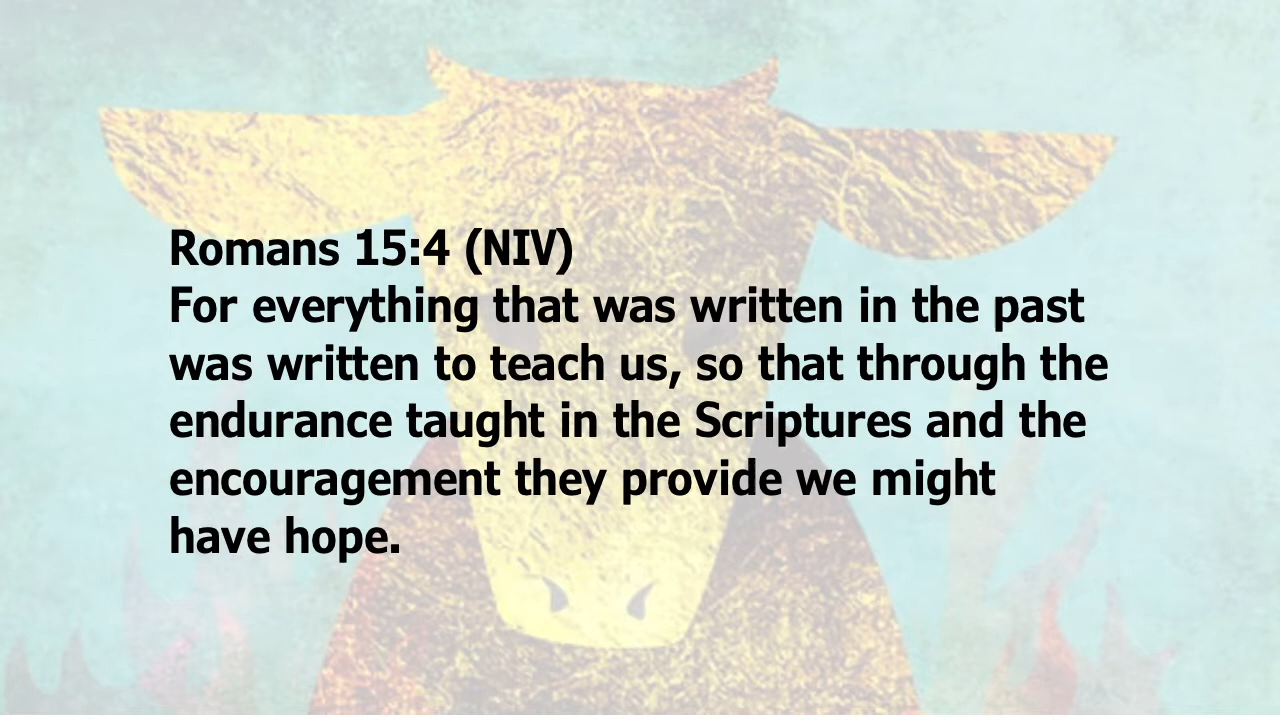 Romans 15:4 (NIV)
For everything that was written in the past
was written to teach us, so that through the
endurance taught in the Scriptures and the
encouragement they provide we might
have hope.